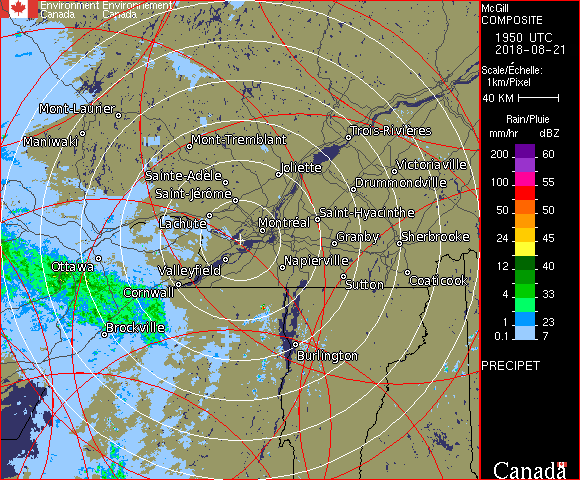 Environment Environnement
Canada Canada
McGill
COMPOSITE
1950 UTC
2018-08-21
Scale/Échelle:
1km/Pixel
40 KM
Rain/Pluie
mm/hr dBZ
200 60
100 55
50 50
24 45
12 40
4 33
1 23
0.1 7
PRECIPET
Canada
Mont-Laurier
Maniwaki
Mont-Tremblant
Trois-Rivières
Joliette
Victoriaville
Sainte-Adèle
Drummondville
Saint-Jérôme
Lachute
Saint-Hyacinthe
Montréal
Granby
Sherbrooke
Ottawa
Valleyfield
Napierville
Cornwall
Sutton
Coaticook
Brockville
Burlington